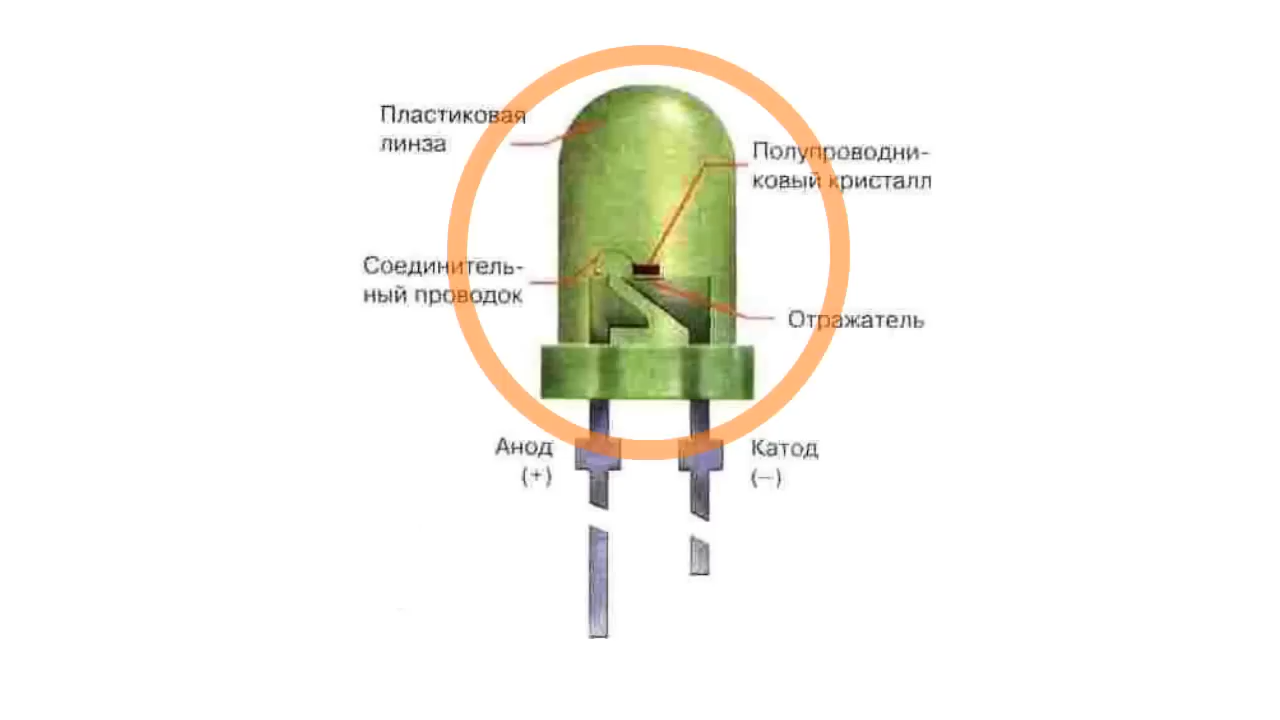 Пластиковая
линза
Полупроводни-
ковый кристалл
Соединитель-
ный проводок
Отражатель
Анод
(+)
Катод
(−)